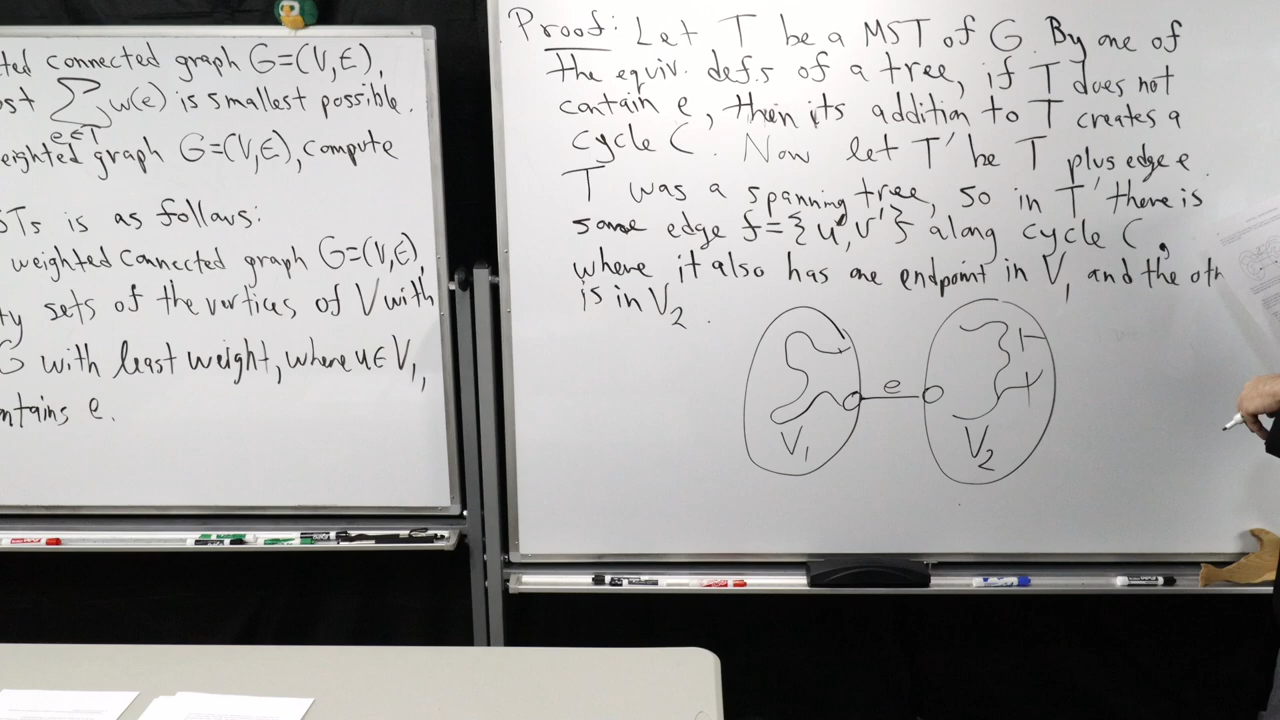 ted connected graph G=(V,E),
ost ∑ w(e) is smallest possible.
e∈T
eighted graph G=(V,E), compute
STs is as follows:
weighted connected graph G=(V,E),
ty sets of the vertices of V with
G with least weight, where u∈V₁,
ntains e.
Proof: Let T be a MST of G. By one of
the equiv. defs of a tree, if T does not
contain e, then its addition to T creates a
cycle C. Now let T' be T plus edge e.
T was a spanning tree, so in T' there is
some edge f={u',v'} along cycle C,
where it also has one endpoint in V₁ and the oth
is in V₂.
e
V₁
V₂